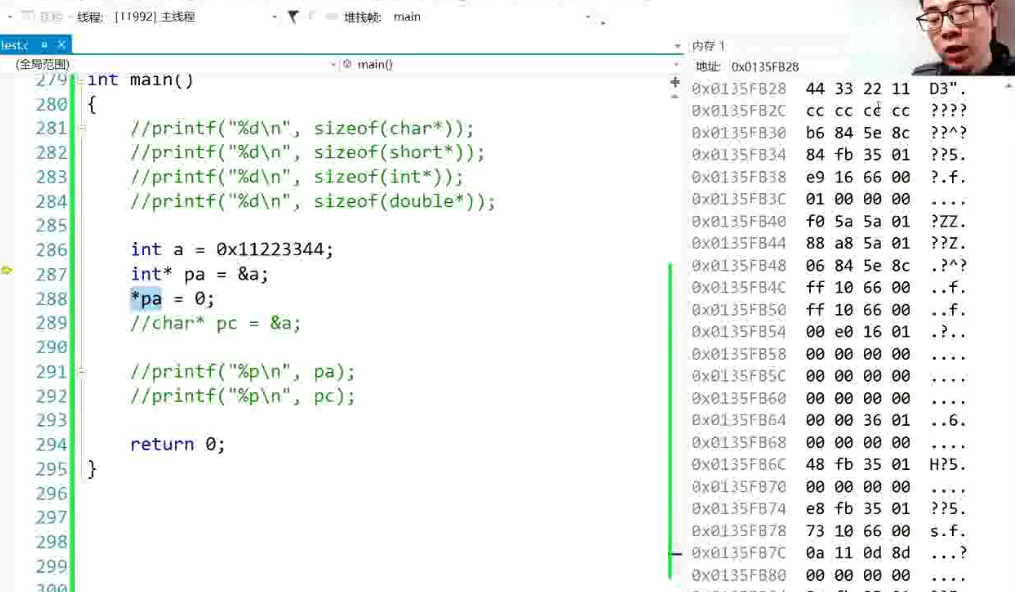 线程: [11992] 主线程 堆栈帧: main
test.c
(全局范围) main()
279 int main()
280 {
281 //printf("%d\n", sizeof(char*));
282 //printf("%d\n", sizeof(short*));
283 //printf("%d\n", sizeof(int*));
284 //printf("%d\n", sizeof(double*));
285
286 int a = 0x11223344;
287 int* pa = &a;
288 *pa = 0;
289 //char* pc = &a;
290
291 //printf("%p\n", pa);
292 //printf("%p\n", pc);
293
294 return 0;
295 }
296
297
298
299
300
内存 1
地址: 0x0135FB28
0x0135FB28 44 33 22 11 D3".
0x0135FB2C cc cc cc cc ????
0x0135FB30 b6 84 5e 8c ??^?
0x0135FB34 84 fb 35 01 ??5.
0x0135FB38 e9 16 66 00 ?.f.
0x0135FB3C 01 00 00 00 ....
0x0135FB40 f0 5a 5a 01 ?ZZ.
0x0135FB44 88 a8 5a 01 ??Z.
0x0135FB48 06 84 5e 8c .?^?
0x0135FB4C ff 10 66 00 ..f.
0x0135FB50 ff 10 66 00 ..f.
0x0135FB54 00 e0 16 01 .?..
0x0135FB58 00 00 00 00 ....
0x0135FB5C 00 00 00 00 ....
0x0135FB60 00 00 00 00 ....
0x0135FB64 00 00 36 01 ..6.
0x0135FB68 00 00 00 00 ....
0x0135FB6C 48 fb 35 01 H?5.
0x0135FB70 00 00 00 00 ....
0x0135FB74 e8 fb 35 01 ??5.
0x0135FB78 73 10 66 00 s.f.
0x0135FB7C 0a 11 0d 8d ...?
0x0135FB80 00 00 00 00 ....